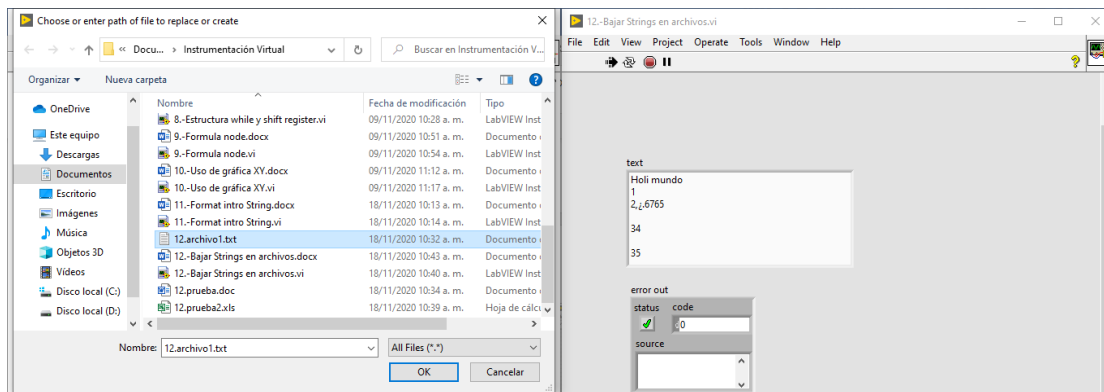 Choose or enter path of file to replace or create
« Docu... › Instrumentación Virtual
Buscar en Instrumentación V...
Organizar
Nueva carpeta
OneDrive
Este equipo
Descargas
Documentos
Escritorio
Imágenes
Música
Objetos 3D
Vídeos
Disco local (C:)
Disco local (D:)
Nombre Fecha de modificación Tipo
8.-Estructura while y shift register.vi 09/11/2020 10:28 a. m. LabVIEW Inst
9.-Formula node.docx 09/11/2020 10:51 a. m. Documento
9.-Formula node.vi 09/11/2020 10:54 a. m. LabVIEW Inst
10.-Uso de gráfica XY.docx 09/11/2020 11:12 a. m. Documento
10.-Uso de gráfica XY.vi 09/11/2020 11:17 a. m. LabVIEW Inst
11.-Format intro String.docx 18/11/2020 10:13 a. m. Documento
11.-Format intro String.vi 18/11/2020 10:14 a. m. LabVIEW Inst
12.archivo1.txt 18/11/2020 10:32 a. m. Documento
12.-Bajar Strings en archivos.docx 18/11/2020 10:43 a. m. Documento
12.-Bajar Strings en archivos.vi 18/11/2020 10:40 a. m. LabVIEW Inst
12.prueba.doc 18/11/2020 10:34 a. m. Documento
12.prueba2.xls 18/11/2020 10:39 a. m. Hoja de cálcu
Nombre: 12.archivo1.txt
All Files (*.*)
OK
Cancelar
12.-Bajar Strings en archivos.vi
File Edit View Project Operate Tools Window Help
text
Holi mundo
1
2,¿.6765
34
35
error out
status code
0
source